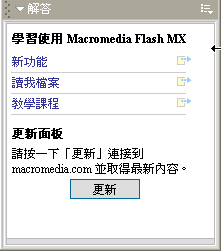 解答
學習使用 Macromedia Flash MX
新功能
讀我檔案
教學課程
更新面板
請按一下「更新」連接到
macromedia.com 並取得最新內容。
更新